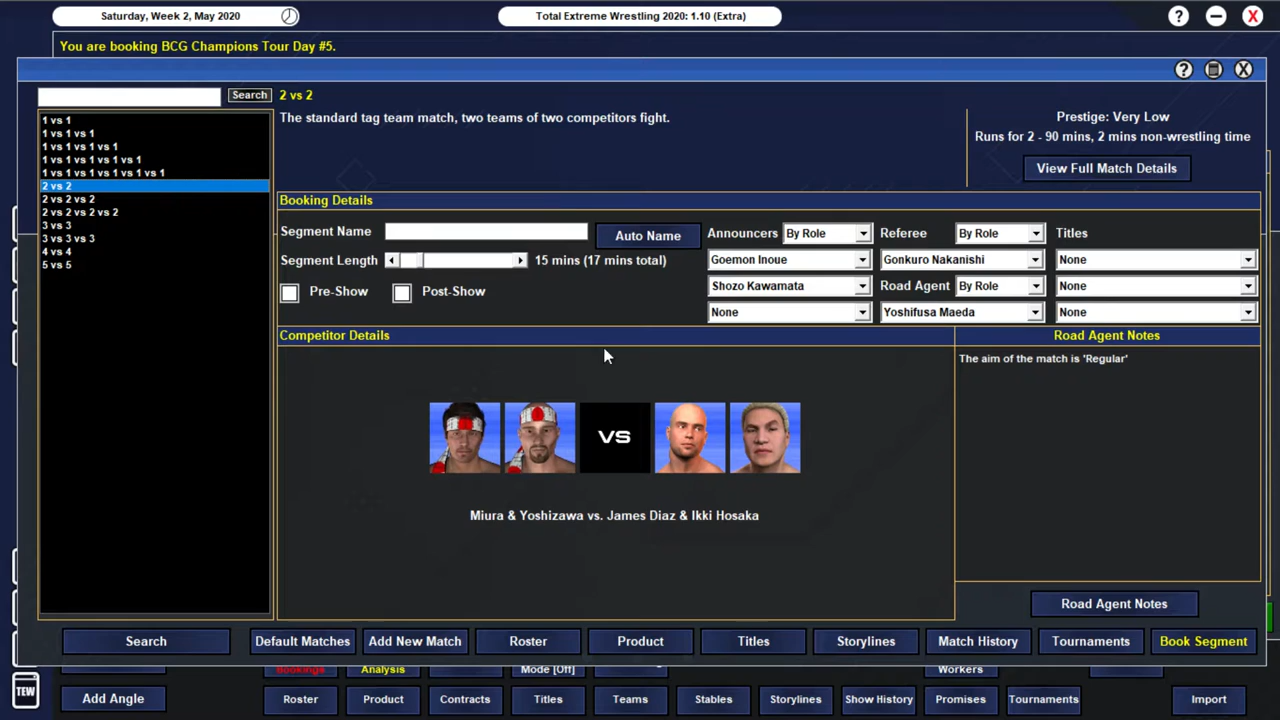 Saturday, Week 2, May 2020
Total Extreme Wrestling 2020: 1.10 (Extra)
?
X
You are booking BCG Champions Tour Day #5.
?
X
Search
2 vs 2
1 vs 1
1 vs 1 vs 1
1 vs 1 vs 1 vs 1
1 vs 1 vs 1 vs 1 vs 1
1 vs 1 vs 1 vs 1 vs 1 vs 1
2 vs 2
2 vs 2 vs 2
2 vs 2 vs 2 vs 2
3 vs 3
3 vs 3 vs 3
4 vs 4
5 vs 5
The standard tag team match, two teams of two competitors fight.
Prestige: Very Low
Runs for 2 - 90 mins, 2 mins non-wrestling time
View Full Match Details
Booking Details
Segment Name
Auto Name
Announcers
By Role
Referee
By Role
Titles
Segment Length
15 mins (17 mins total)
Goemon Inoue
Gonkuro Nakanishi
None
Pre-Show
Post-Show
Shozo Kawamata
Road Agent
By Role
None
None
Yoshifusa Maeda
None
Competitor Details
Road Agent Notes
The aim of the match is 'Regular'
VS
Miura & Yoshizawa vs. James Diaz & Ikki Hosaka
Road Agent Notes
Search
Default Matches
Add New Match
Roster
Product
Titles
Storylines
Match History
Tournaments
Book Segment
Bookings
Analysis
Mode [Off]
Workers
TEW
Add Angle
Roster
Product
Contracts
Titles
Teams
Stables
Storylines
Show History
Promises
Tournaments
Import